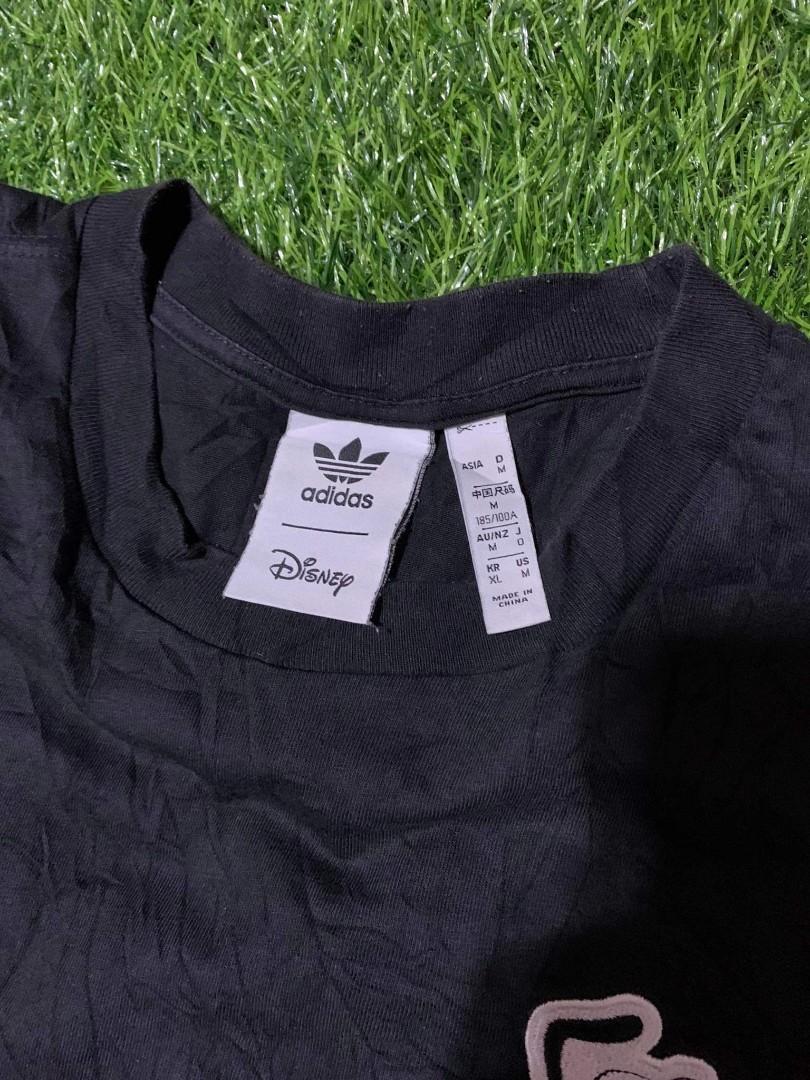 adidas
Disney
ASIA D
M
中国尺码
M
185/100A
AU/NZ J
M O
KR US
XL M
MADE IN
CHINA